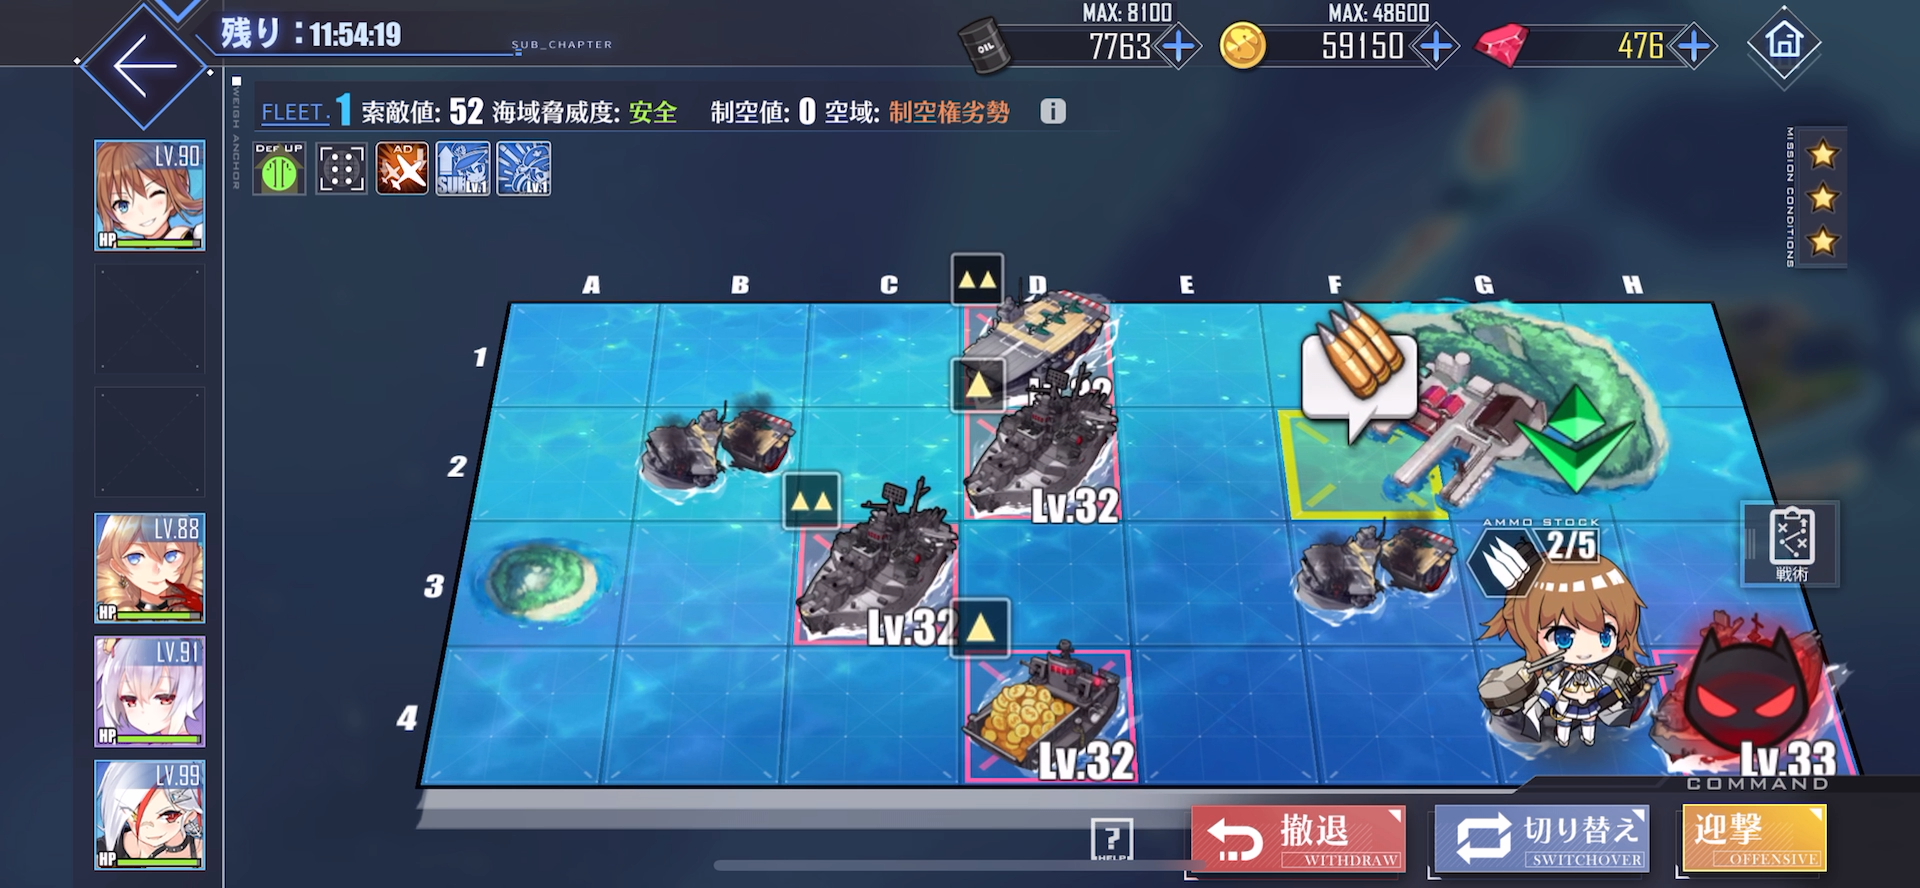 残り：11:54:19
SUB_CHAPTER
MAX: 8100
7763
MAX: 48600
59150
476
OIL
WEIGH ANCHOR
FLEET. 1 索敵値: 52 海域脅威度: 安全 制空値: 0 空域: 制空権劣勢
DEF UP
AD
SUB LV.1
LV.1
MISSION CONDITIONS
LV.90
HP
LV.88
HP
LV.91
HP
LV.99
HP
A B C D E F G H
1
2
3
4
Lv.32
Lv.32
Lv.32
AMMO STOCK
2/5
Lv.33
戦術
COMMAND
?
HELP
撤退
WITHDRAW
切り替え
SWITCHOVER
迎撃
OFFENSIVE